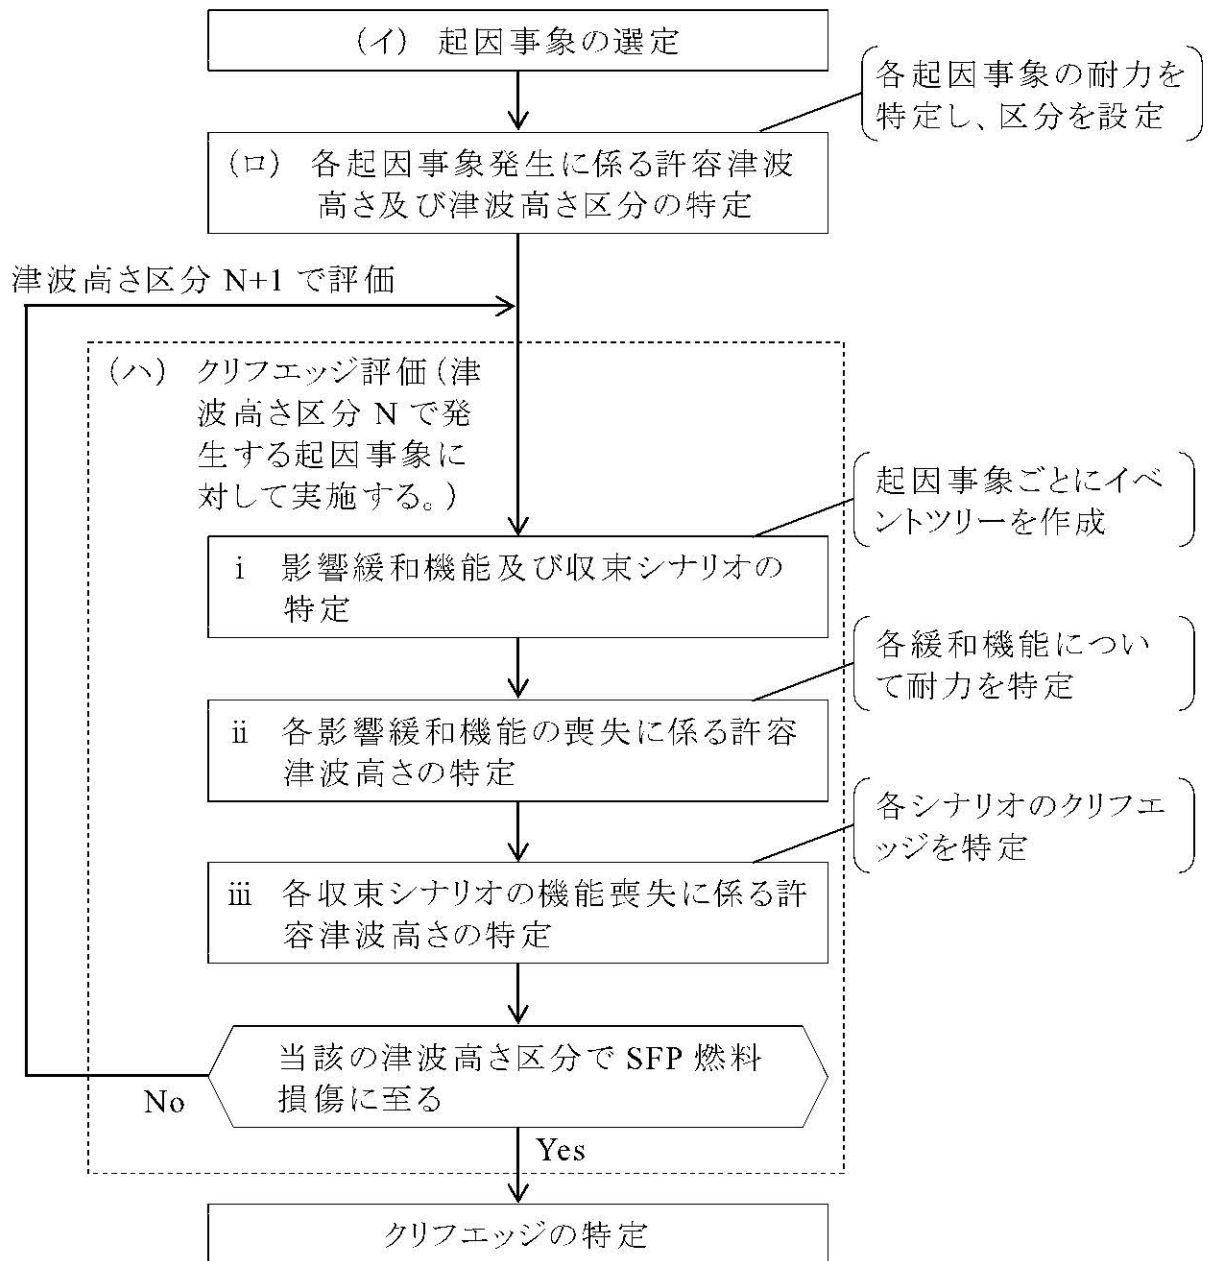 (イ) 起因事象の選定
各起因事象の耐力を
特定し、区分を設定
(ロ) 各起因事象発生に係る許容津波
高さ及び津波高さ区分の特定
津波高さ区分 N+1 で評価
(ハ) クリフエッジ評価(津
波高さ区分 N で発
生する起因事象に
対して実施する。)
起因事象ごとにイベ
ントツリーを作成
i 影響緩和機能及び収束シナリオの
特定
各緩和機能につい
て耐力を特定
ii 各影響緩和機能の喪失に係る許容
津波高さの特定
各シナリオのクリフエ
ッジを特定
iii 各収束シナリオの機能喪失に係る許
容津波高さの特定
当該の津波高さ区分で SFP 燃料
損傷に至る
No
Yes
クリフエッジの特定